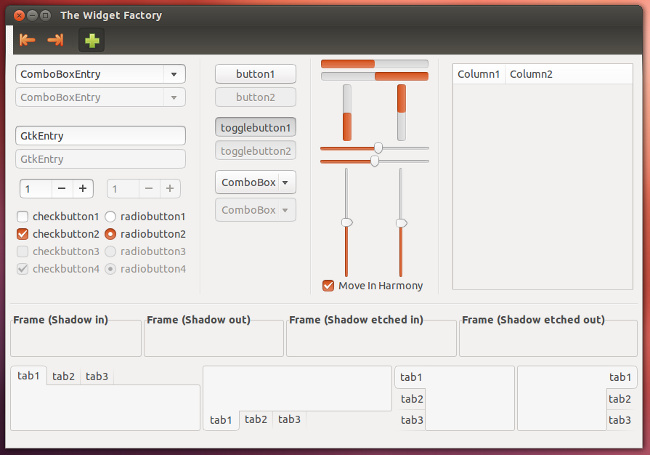 The Widget Factory
ComboBoxEntry
ComboBoxEntry
GtkEntry
GtkEntry
1
1
checkbutton1 radiobutton1
checkbutton2 radiobutton2
checkbutton3 radiobutton3
checkbutton4 radiobutton4
button1
button2
togglebutton1
togglebutton2
ComboBox
ComboBox
Move In Harmony
Column1 Column2
Frame (Shadow in) Frame (Shadow out) Frame (Shadow etched in) Frame (Shadow etched out)
tab1 tab2 tab3
tab1 tab2 tab3
tab1
tab2
tab3
tab1
tab2
tab3